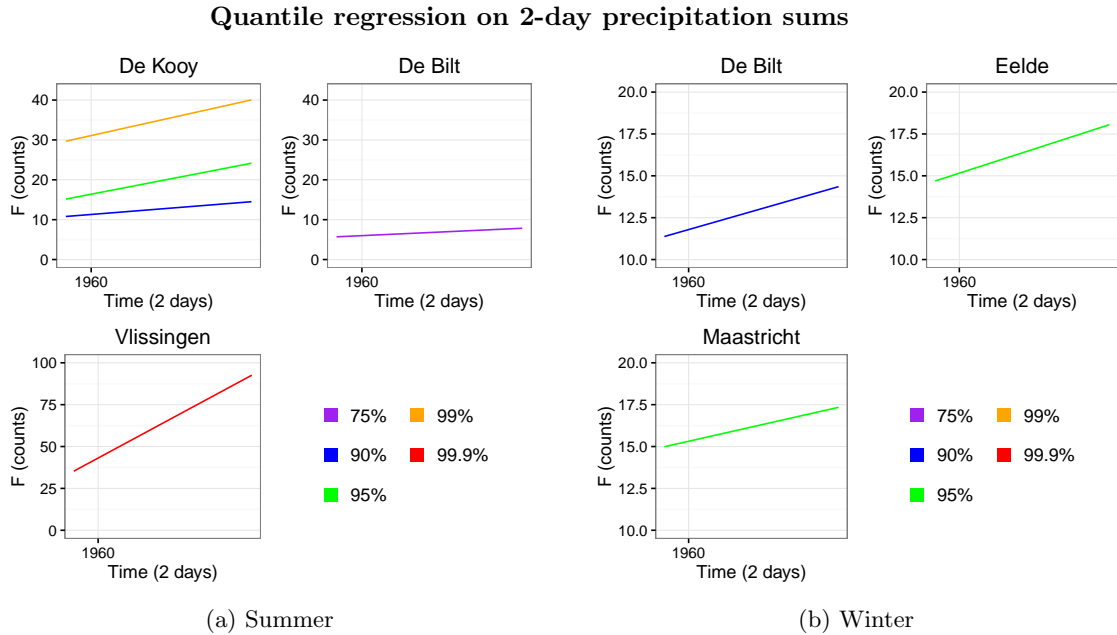 Quantile regression on 2-day precipitation sums
De Kooy
F (counts)
40
30
20
10
0
1960
Time (2 days)
De Bilt
F (counts)
40
30
20
10
0
1960
Time (2 days)
Vlissingen
F (counts)
100
75
50
25
0
1960
Time (2 days)
75%
99%
90%
99.9%
95%
(a) Summer
De Bilt
F (counts)
20.0
17.5
15.0
12.5
10.0
1960
Time (2 days)
Eelde
F (counts)
20.0
17.5
15.0
12.5
10.0
1960
Time (2 days)
Maastricht
F (counts)
20.0
17.5
15.0
12.5
10.0
1960
Time (2 days)
75%
99%
90%
99.9%
95%
(b) Winter